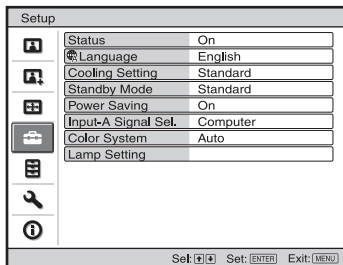 Setup
Status On
Language English
Cooling Setting Standard
Standby Mode Standard
Power Saving On
Input-A Signal Sel. Computer
Color System Auto
Lamp Setting
Sel: Set: ENTER Exit: MENU